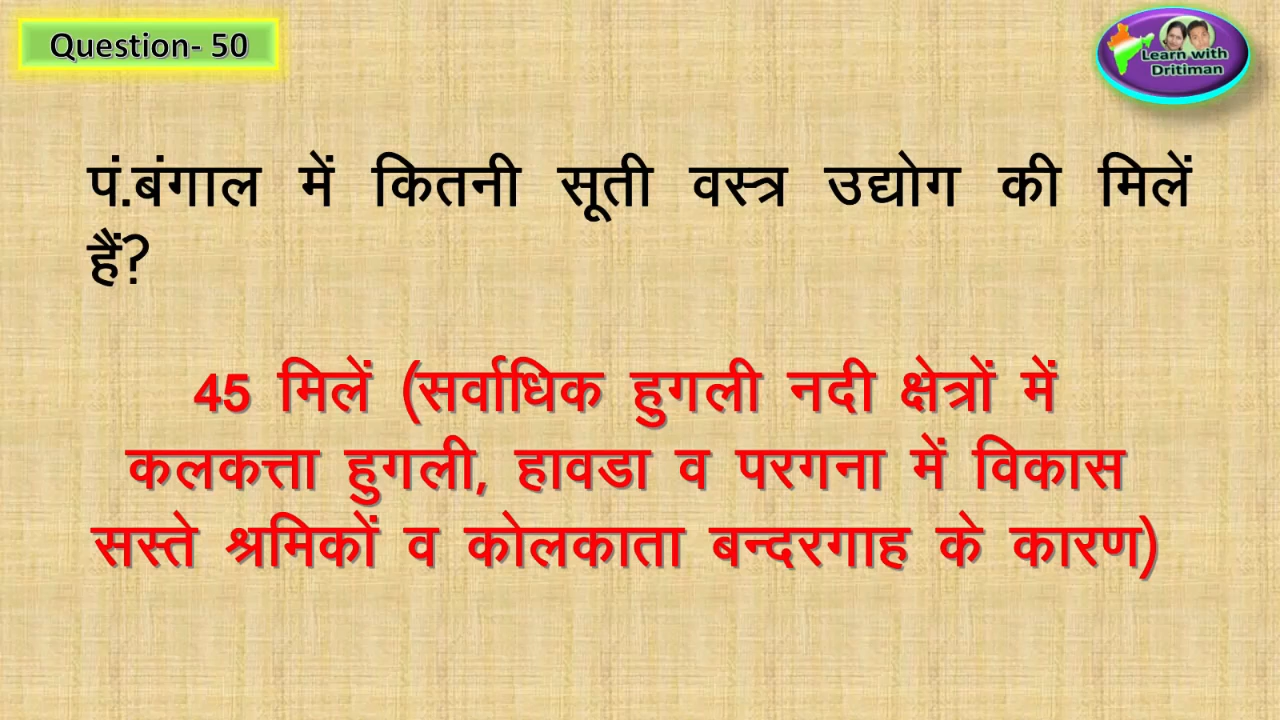 Question- 50
Learn with
Dritiman
पं.बंगाल में कितनी सूती वस्त्र उद्योग की मिलें
हैं?
45 मिलें (सर्वाधिक हुगली नदी क्षेत्रों में
कलकत्ता हुगली, हावडा व परगना में विकास
सस्ते श्रमिकों व कोलकाता बन्दरगाह के कारण)